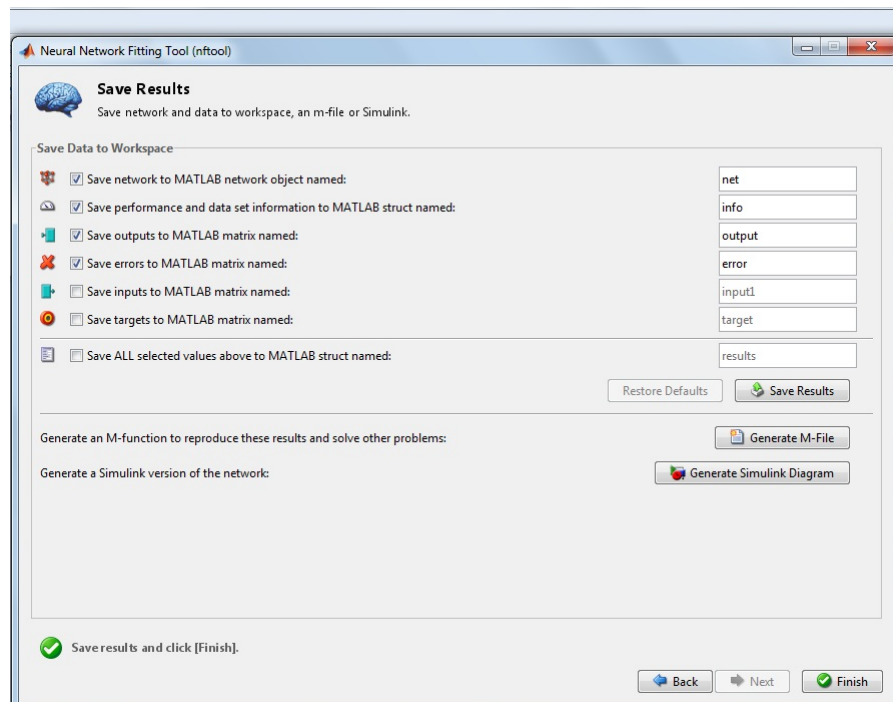 Neural Network Fitting Tool (nftool)
Save Results
Save network and data to workspace, an m-file or Simulink.
Save Data to Workspace
Save network to MATLAB network object named: net
Save performance and data set information to MATLAB struct named: info
Save outputs to MATLAB matrix named: output
Save errors to MATLAB matrix named: error
Save inputs to MATLAB matrix named: input1
Save targets to MATLAB matrix named: target
Save ALL selected values above to MATLAB struct named: results
Restore Defaults Save Results
Generate an M-function to reproduce these results and solve other problems: Generate M-File
Generate a Simulink version of the network: Generate Simulink Diagram
Save results and click [Finish].
Back Next Finish